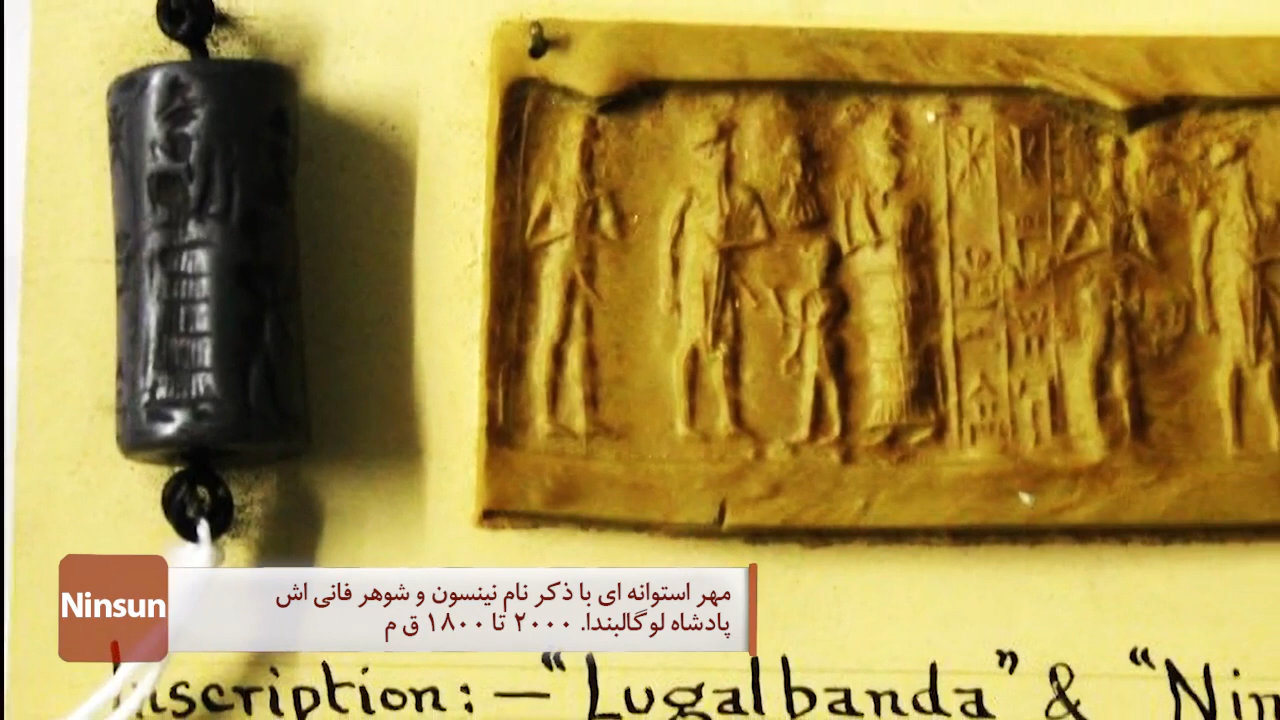 Ninsun
مهر استوانه ای با ذکر نام نینسون و شوهر فانی اش
پادشاه لوگالبندا. ۲۰۰۰ تا ۱۸۰۰ ق م
Inscription: — "Lugalbanda" & "Nin